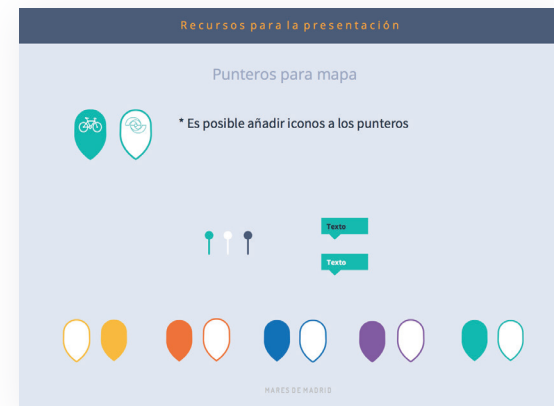 Recursos para la presentación
Punteros para mapa
* Es posible añadir iconos a los punteros
Texto
Texto
MARES DE MADRID